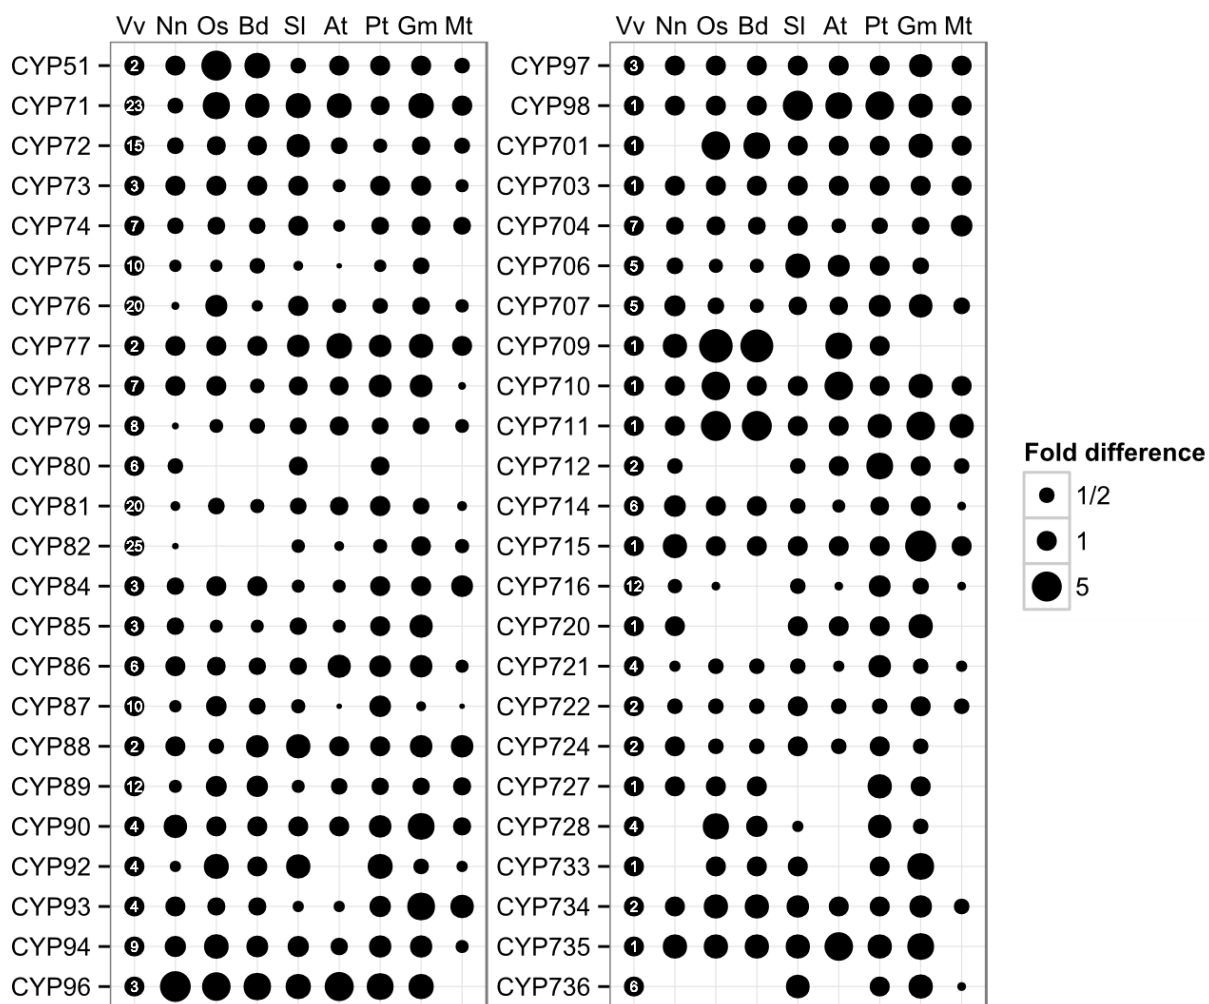 Vv Nn Os Bd Sl At Pt Gm Mt
CYP51 2
CYP71 23
CYP72 15
CYP73 3
CYP74 7
CYP75 10
CYP76 20
CYP77 2
CYP78 7
CYP79 8
CYP80 6
CYP81 20
CYP82 25
CYP84 3
CYP85 3
CYP86 6
CYP87 10
CYP88 2
CYP89 12
CYP90 4
CYP92 4
CYP93 4
CYP94 9
CYP96 3
Vv Nn Os Bd Sl At Pt Gm Mt
CYP97 3
CYP98 1
CYP701 1
CYP703 1
CYP704 7
CYP706 5
CYP707 5
CYP709 1
CYP710 1
CYP711 1
CYP712 2
CYP714 6
CYP715 1
CYP716 12
CYP720 1
CYP721 4
CYP722 2
CYP724 2
CYP727 1
CYP728 4
CYP733 1
CYP734 2
CYP735 1
CYP736 6
Fold difference
1/2
1
5